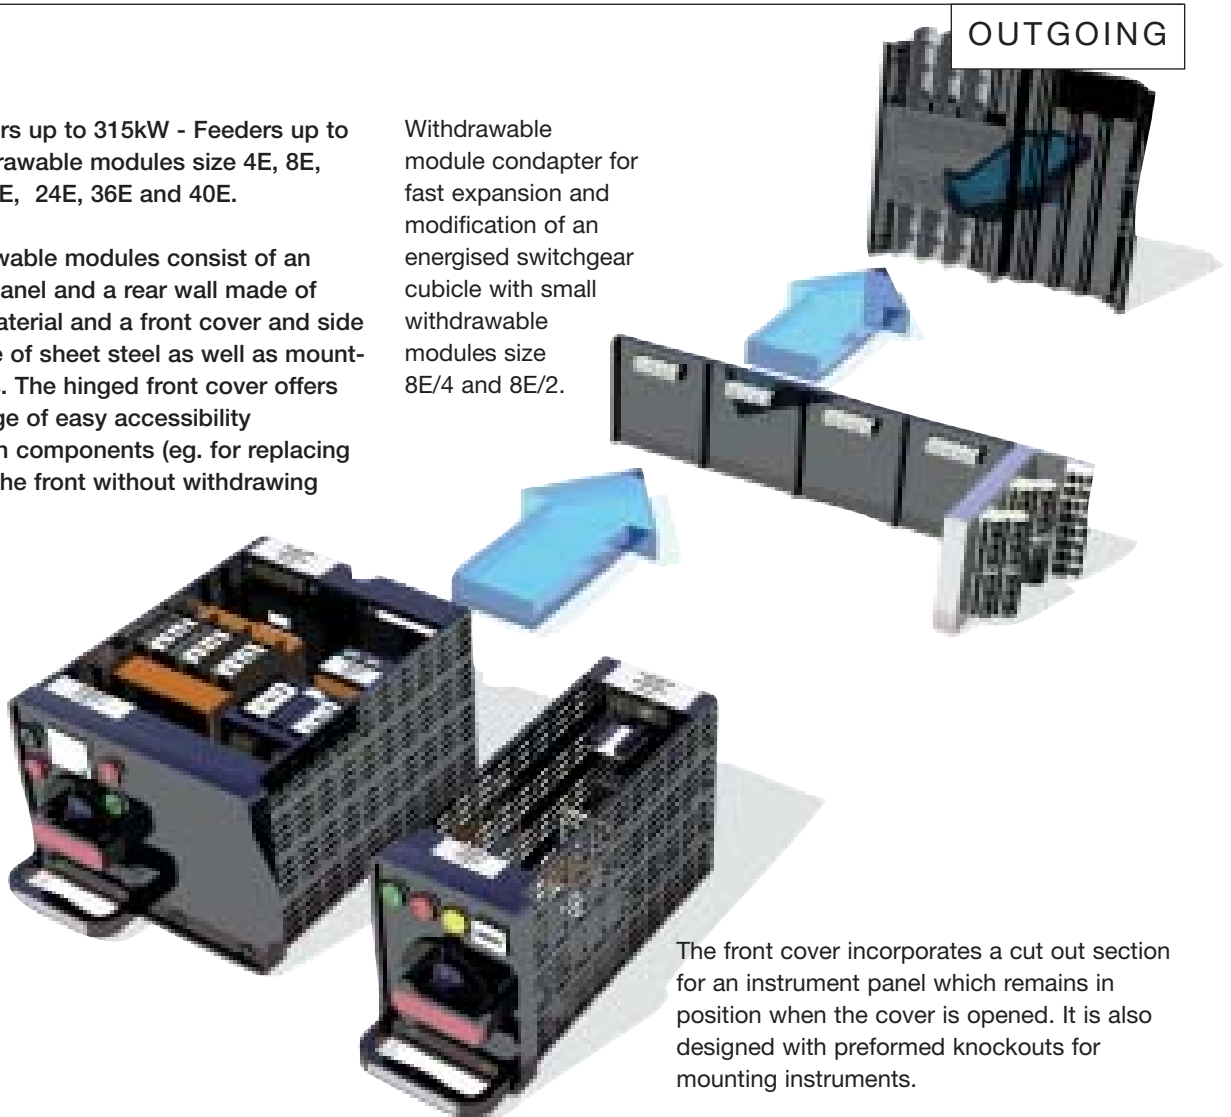 OUTGOING
rs up to 315kW - Feeders up to
rawable modules size 4E, 8E,
E, 24E, 36E and 40E.
wable modules consist of an
anel and a rear wall made of
aterial and a front cover and side
e of sheet steel as well as mount-
s. The hinged front cover offers
ge of easy accessibility
n components (eg. for replacing
he front without withdrawing
Withdrawable
module condapter for
fast expansion and
modification of an
energised switchgear
cubicle with small
withdrawable
modules size
8E/4 and 8E/2.
The front cover incorporates a cut out section
for an instrument panel which remains in
position when the cover is opened. It is also
designed with preformed knockouts for
mounting instruments.